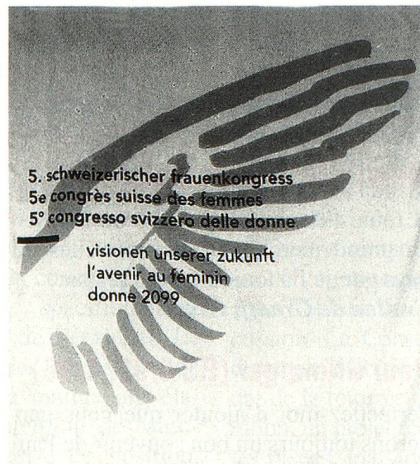 5. schweizerischer frauenkongress
5e congrès suisse des femmes
5° congresso svizzero delle donne
visionen unserer zukunft
l'avenir au féminin
donne 2099